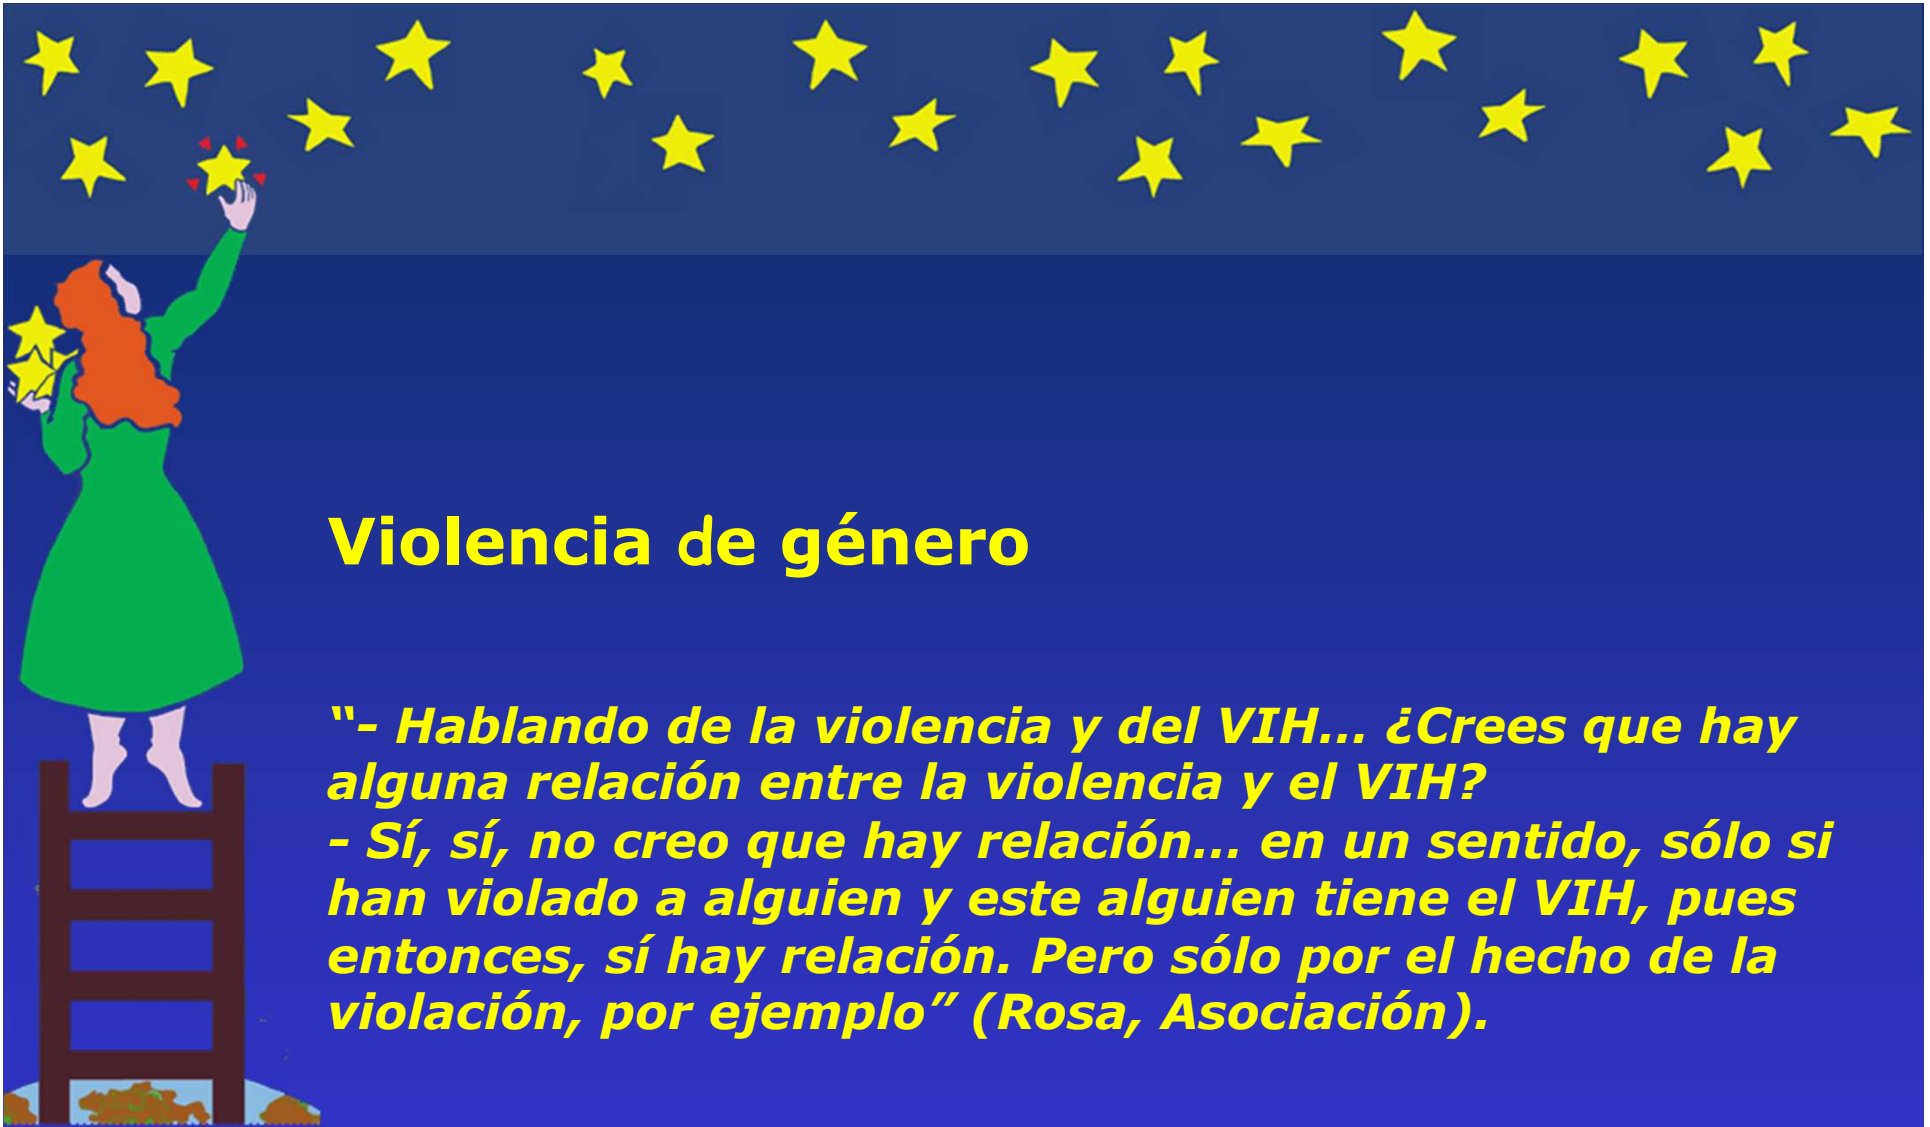 Violencia de género
“- Hablando de la violencia y del VIH... ¿Crees que hay
alguna relación entre la violencia y el VIH?
- Sí, sí, no creo que hay relación... en un sentido, sólo si
han violado a alguien y este alguien tiene el VIH, pues
entonces, sí hay relación. Pero sólo por el hecho de la
violación, por ejemplo” (Rosa, Asociación).